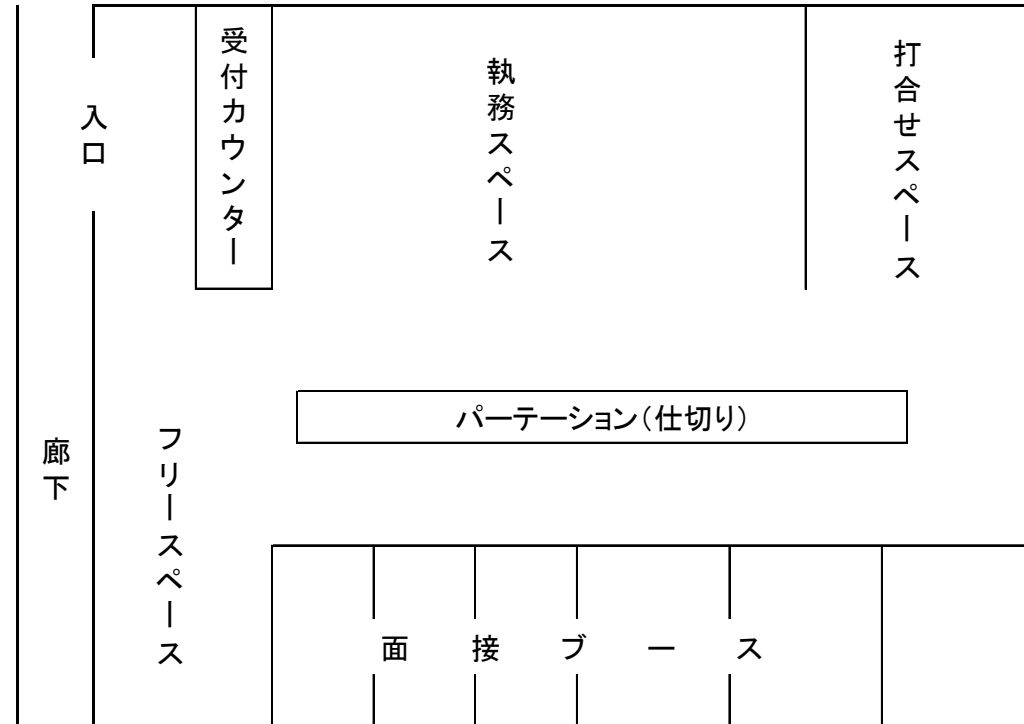 入口
受付カウンター
執務スペース
打合せスペース
パーテーション（仕切り）
廊下
フリースペース
面接ブース